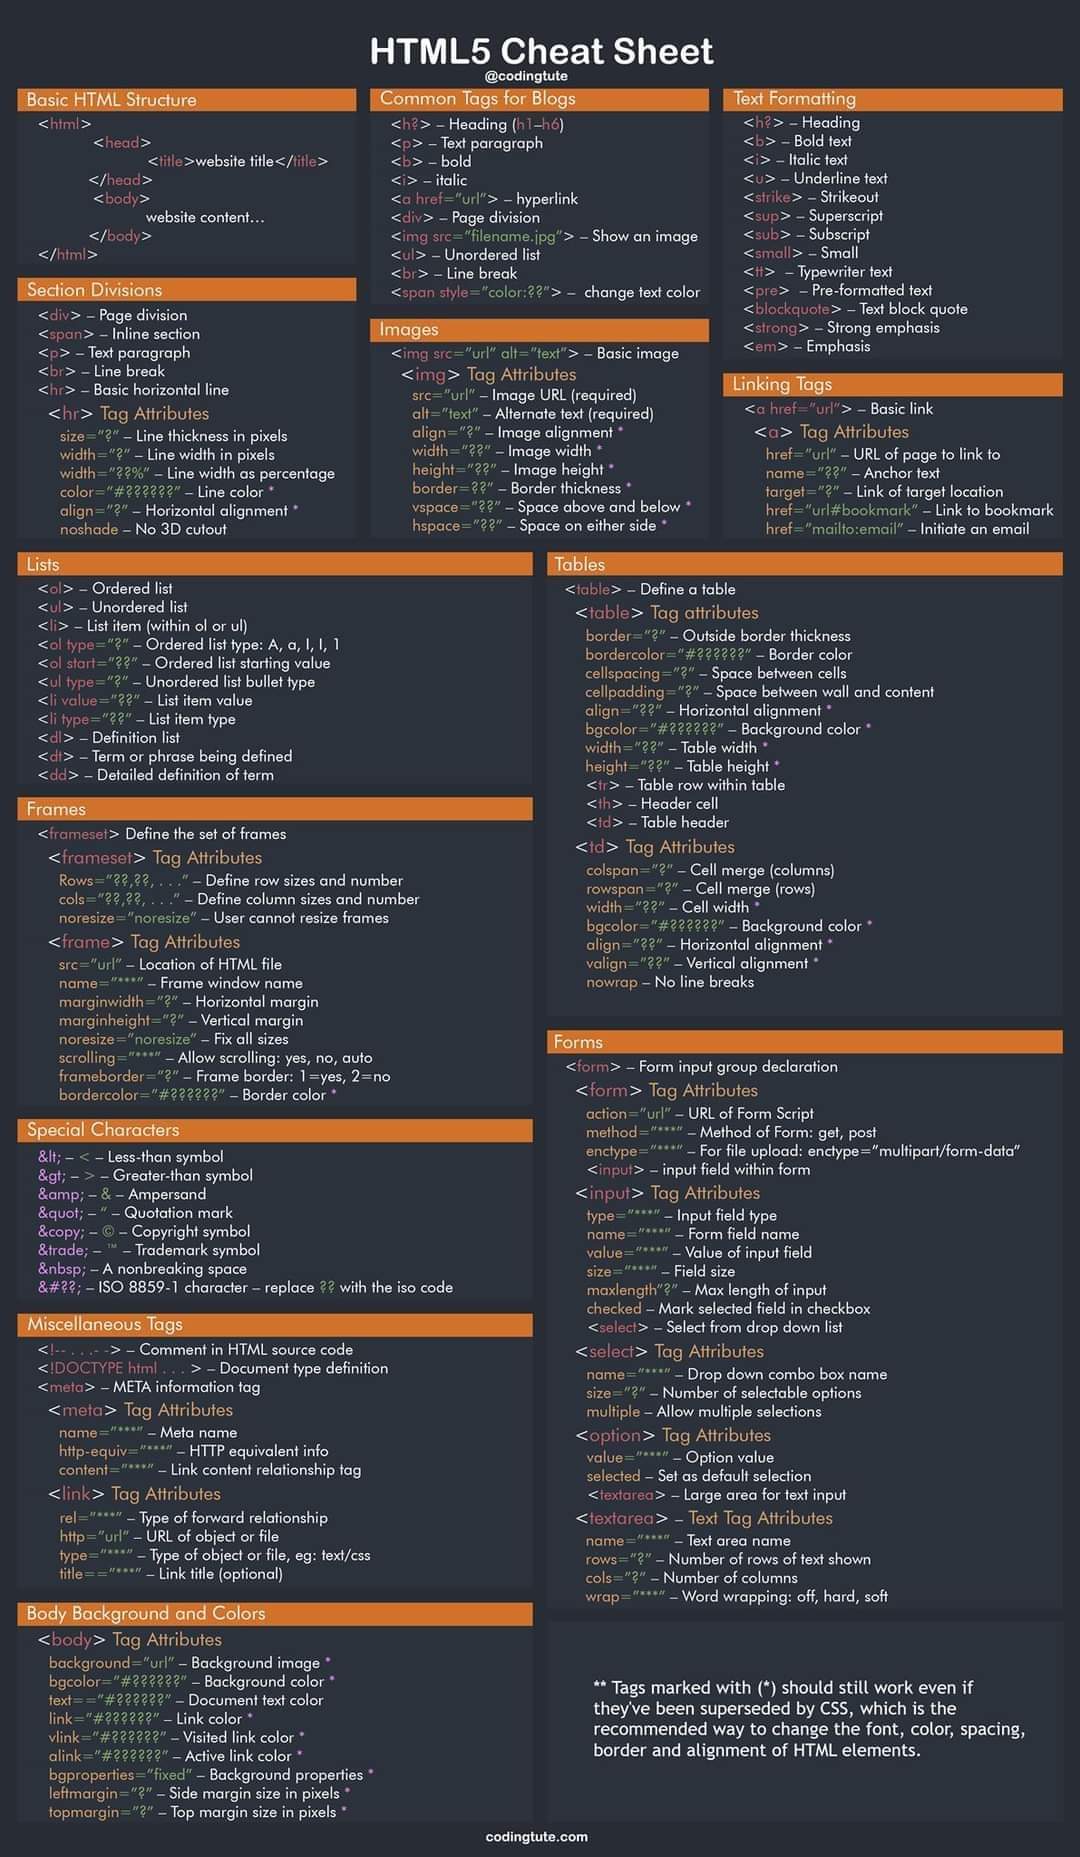 HTML5 Cheat Sheet
@codingtute
Basic HTML Structure
<html>
<head>
<title>website title</title>
</head>
<body>
website content...
</body>
</html>
Section Divisions
<div> – Page division
<span> – Inline section
<p> – Text paragraph
<br> – Line break
<hr> – Basic horizontal line
<hr> Tag Attributes
size="?" – Line thickness in pixels
width="?" – Line width in pixels
width="??%" – Line width as percentage
color="#??????" – Line color *
align="?" – Horizontal alignment *
noshade – No 3D cutout
Common Tags for Blogs
<h?> – Heading (h1–h6)
<p> – Text paragraph
<b> – bold
<i> – italic
<a href="url"> – hyperlink
<div> – Page division
<img src="filename.jpg"> – Show an image
<ul> – Unordered list
<br> – Line break
<span style="color:??"> – change text color
Images
<img src="url" alt="text"> – Basic image
<img> Tag Attributes
src="url" – Image URL (required)
alt="text" – Alternate text (required)
align="?" – Image alignment *
width="??" – Image width *
height="??" – Image height *
border=??" – Border thickness *
vspace="??" – Space above and below *
hspace="??" – Space on either side *
Text Formatting
<h?> – Heading
<b> – Bold text
<i> – Italic text
<u> – Underline text
<strike> – Strikeout
<sup> – Superscript
<sub> – Subscript
<small> – Small
<tt> – Typewriter text
<pre> – Pre-formatted text
<blockquote> – Text block quote
<strong> – Strong emphasis
<em> – Emphasis
Linking Tags
<a href="url"> – Basic link
<a> Tag Attributes
href="url" – URL of page to link to
name="??" – Anchor text
target="?" – Link of target location
href="url#bookmark" – Link to bookmark
href="mailto:email" – Initiate an email
Lists
<ol> – Ordered list
<ul> – Unordered list
<li> – List item (within ol or ul)
<ol type="?" – Ordered list type: A, a, I, I, 1
<ol start="??" – Ordered list starting value
<ul type="?" – Unordered list bullet type
<li value="??" – List item value
<li type="??" – List item type
<dl> – Definition list
<dt> – Term or phrase being defined
<dd> – Detailed definition of term
Frames
<frameset> Define the set of frames
<frameset> Tag Attributes
Rows="??,??, . . ." – Define row sizes and number
cols="??,??, . . ." – Define column sizes and number
noresize="noresize" – User cannot resize frames
<frame> Tag Attributes
src="url" – Location of HTML file
name="***" – Frame window name
marginwidth="?" – Horizontal margin
marginheight="?" – Vertical margin
noresize="noresize" – Fix all sizes
scrolling="***" – Allow scrolling: yes, no, auto
frameborder="?" – Frame border: 1=yes, 2=no
bordercolor="#??????" – Border color *
Special Characters
&lt; – < – Less-than symbol
&gt; – > – Greater-than symbol
&amp; – & – Ampersand
&quot; – " – Quotation mark
&copy; – © – Copyright symbol
&trade; – ™ – Trademark symbol
&nbsp; – A nonbreaking space
&#??; – ISO 8859-1 character – replace ?? with the iso code
Miscellaneous Tags
<!-- . . .- -> – Comment in HTML source code
<!DOCTYPE html . . . > – Document type definition
<meta> – META information tag
<meta> Tag Attributes
name="***" – Meta name
http-equiv="***" – HTTP equivalent info
content="***" – Link content relationship tag
<link> Tag Attributes
rel="***" – Type of forward relationship
http="url" – URL of object or file
type="***" – Type of object or file, eg: text/css
title=="***" – Link title (optional)
Body Background and Colors
<body> Tag Attributes
background="url" – Background image *
bgcolor="#??????" – Background color *
text=="#??????" – Document text color
link="#??????" – Link color *
vlink="#??????" – Visited link color *
alink="#??????" – Active link color *
bgproperties="fixed" – Background properties *
leftmargin="?" – Side margin size in pixels *
topmargin="?" – Top margin size in pixels *
Tables
<table> – Define a table
<table> Tag attributes
border="?" – Outside border thickness
bordercolor="#??????" – Border color
cellspacing="?" – Space between cells
cellpadding="?" – Space between wall and content
align="??" – Horizontal alignment *
bgcolor="#??????" – Background color *
width="??" – Table width *
height="??" – Table height *
<tr> – Table row within table
<th> – Header cell
<td> – Table header
<td> Tag Attributes
colspan="?" – Cell merge (columns)
rowspan="?" – Cell merge (rows)
width="??" – Cell width *
bgcolor="#??????" – Background color *
align="??" – Horizontal alignment *
valign="??" – Vertical alignment *
nowrap – No line breaks
Forms
<form> – Form input group declaration
<form> Tag Attributes
action="url" – URL of Form Script
method="***" – Method of Form: get, post
enctype="***" – For file upload: enctype="multipart/form-data"
<input> – input field within form
<input> Tag Attributes
type="***" – Input field type
name="***" – Form field name
value="***" – Value of input field
size="***" – Field size
maxlength"?" – Max length of input
checked – Mark selected field in checkbox
<select> – Select from drop down list
<select> Tag Attributes
name="***" – Drop down combo box name
size="?" – Number of selectable options
multiple – Allow multiple selections
<option> Tag Attributes
value="***" – Option value
selected – Set as default selection
<textarea> – Large area for text input
<textarea> – Text Tag Attributes
name="***" – Text area name
rows="?" – Number of rows of text shown
cols="?" – Number of columns
wrap="***" – Word wrapping: off, hard, soft
** Tags marked with (*) should still work even if
they've been superseded by CSS, which is the
recommended way to change the font, color, spacing,
border and alignment of HTML elements.
codingtute.com